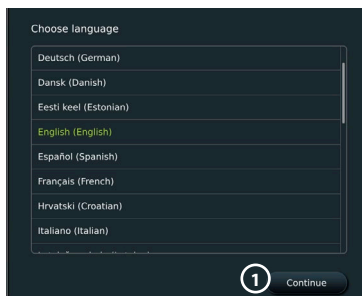 Choose language
Deutsch (German)
Dansk (Danish)
Eesti keel (Estonian)
English (English)
Español (Spanish)
Français (French)
Hrvatski (Croatian)
Italiano (Italian)
1 Continue